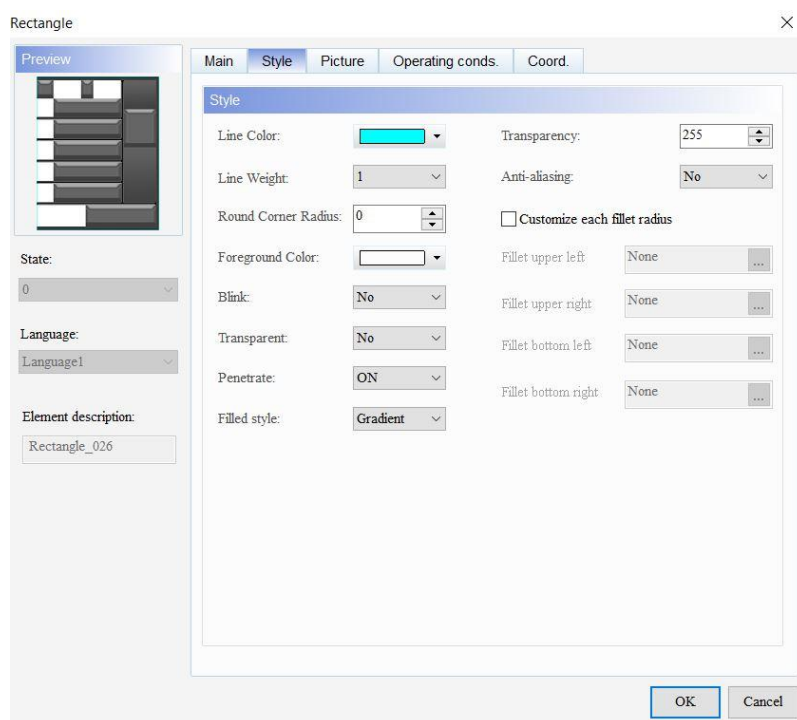 Rectangle
Preview
Main Style Picture Operating conds. Coord.
Style
Line Color:
Transparency: 255
Line Weight: 1
Anti-aliasing: No
Round Corner Radius: 0
Customize each fillet radius
Foreground Color:
Fillet upper left None ...
Blink: No
Fillet upper right None ...
Transparent: No
Fillet bottom left None ...
Penetrate: ON
Fillet bottom right None ...
Filled style: Gradient
State:
0
Language:
Language1
Element description:
Rectangle_026
OK Cancel